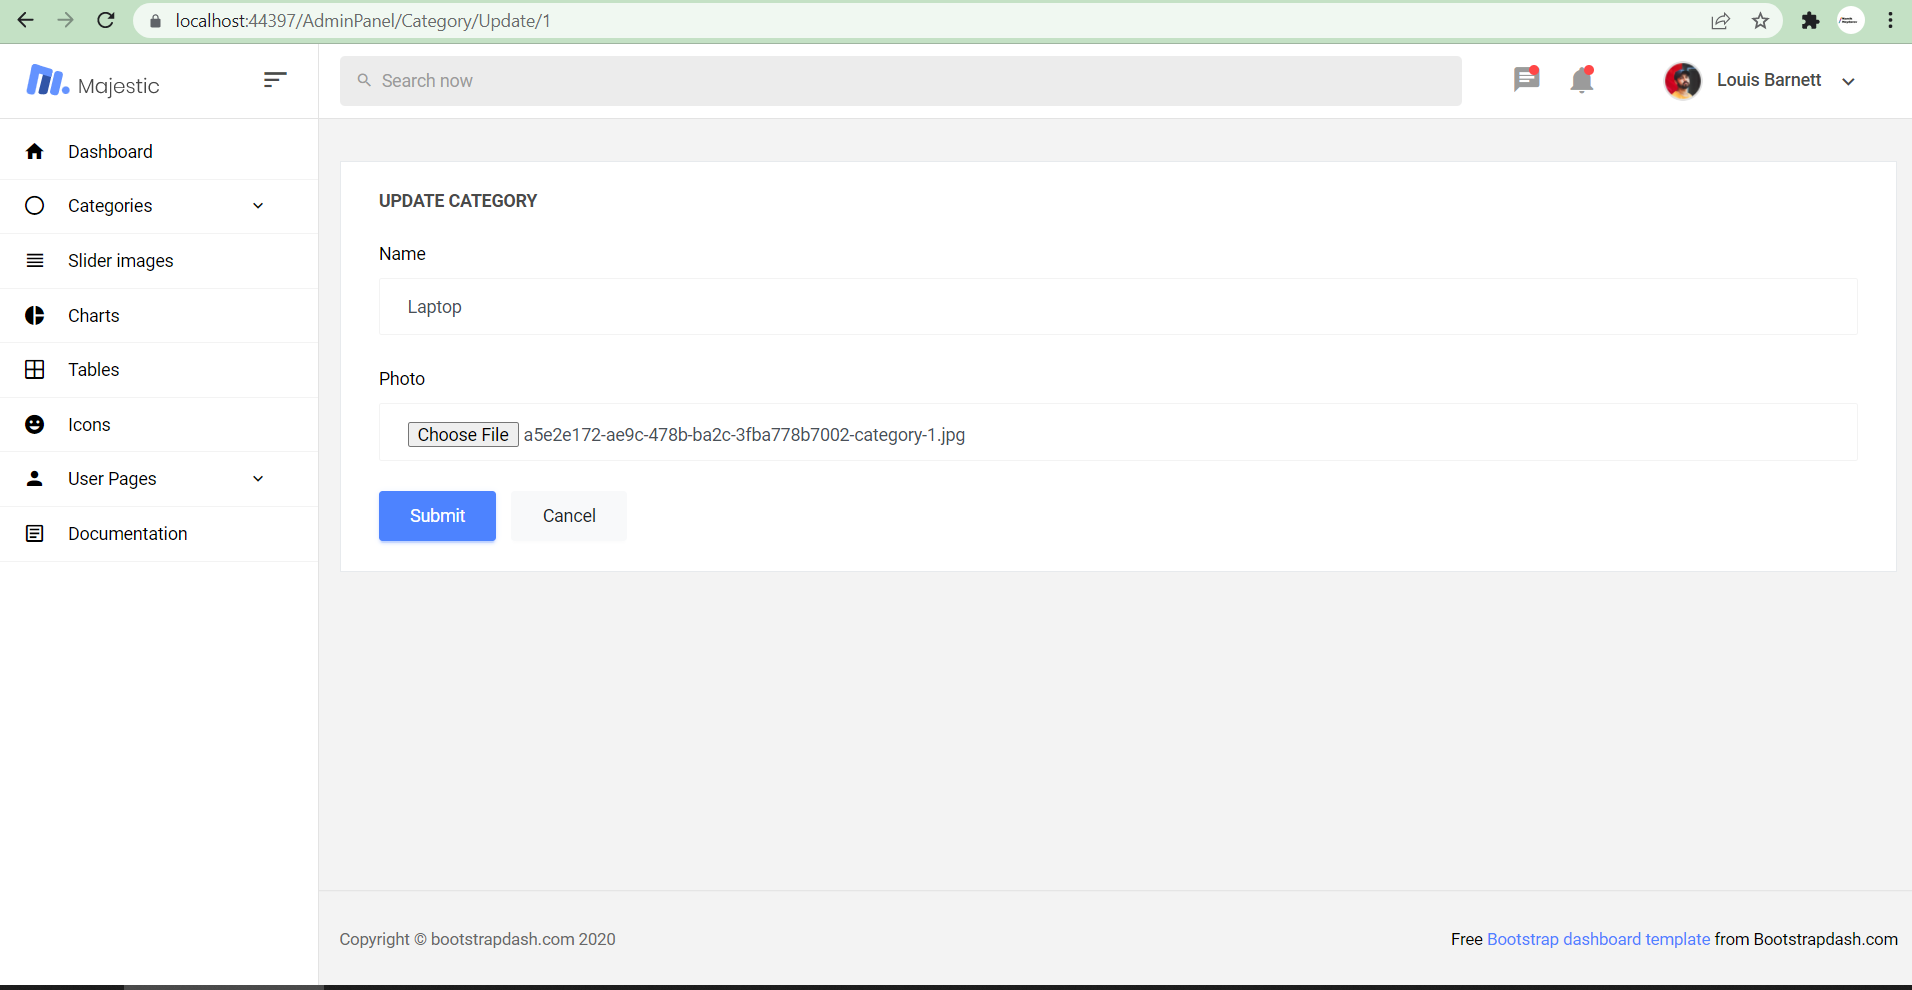 localhost:44397/AdminPanel/Category/Update/1
Majestic
Search now
Louis Barnett
Dashboard
Categories
Slider images
Charts
Tables
Icons
User Pages
Documentation
UPDATE CATEGORY
Name
Laptop
Photo
Choose File a5e2e172-ae9c-478b-ba2c-3fba778b7002-category-1.jpg
Submit Cancel
Copyright © bootstrapdash.com 2020
Free Bootstrap dashboard template from Bootstrapdash.com